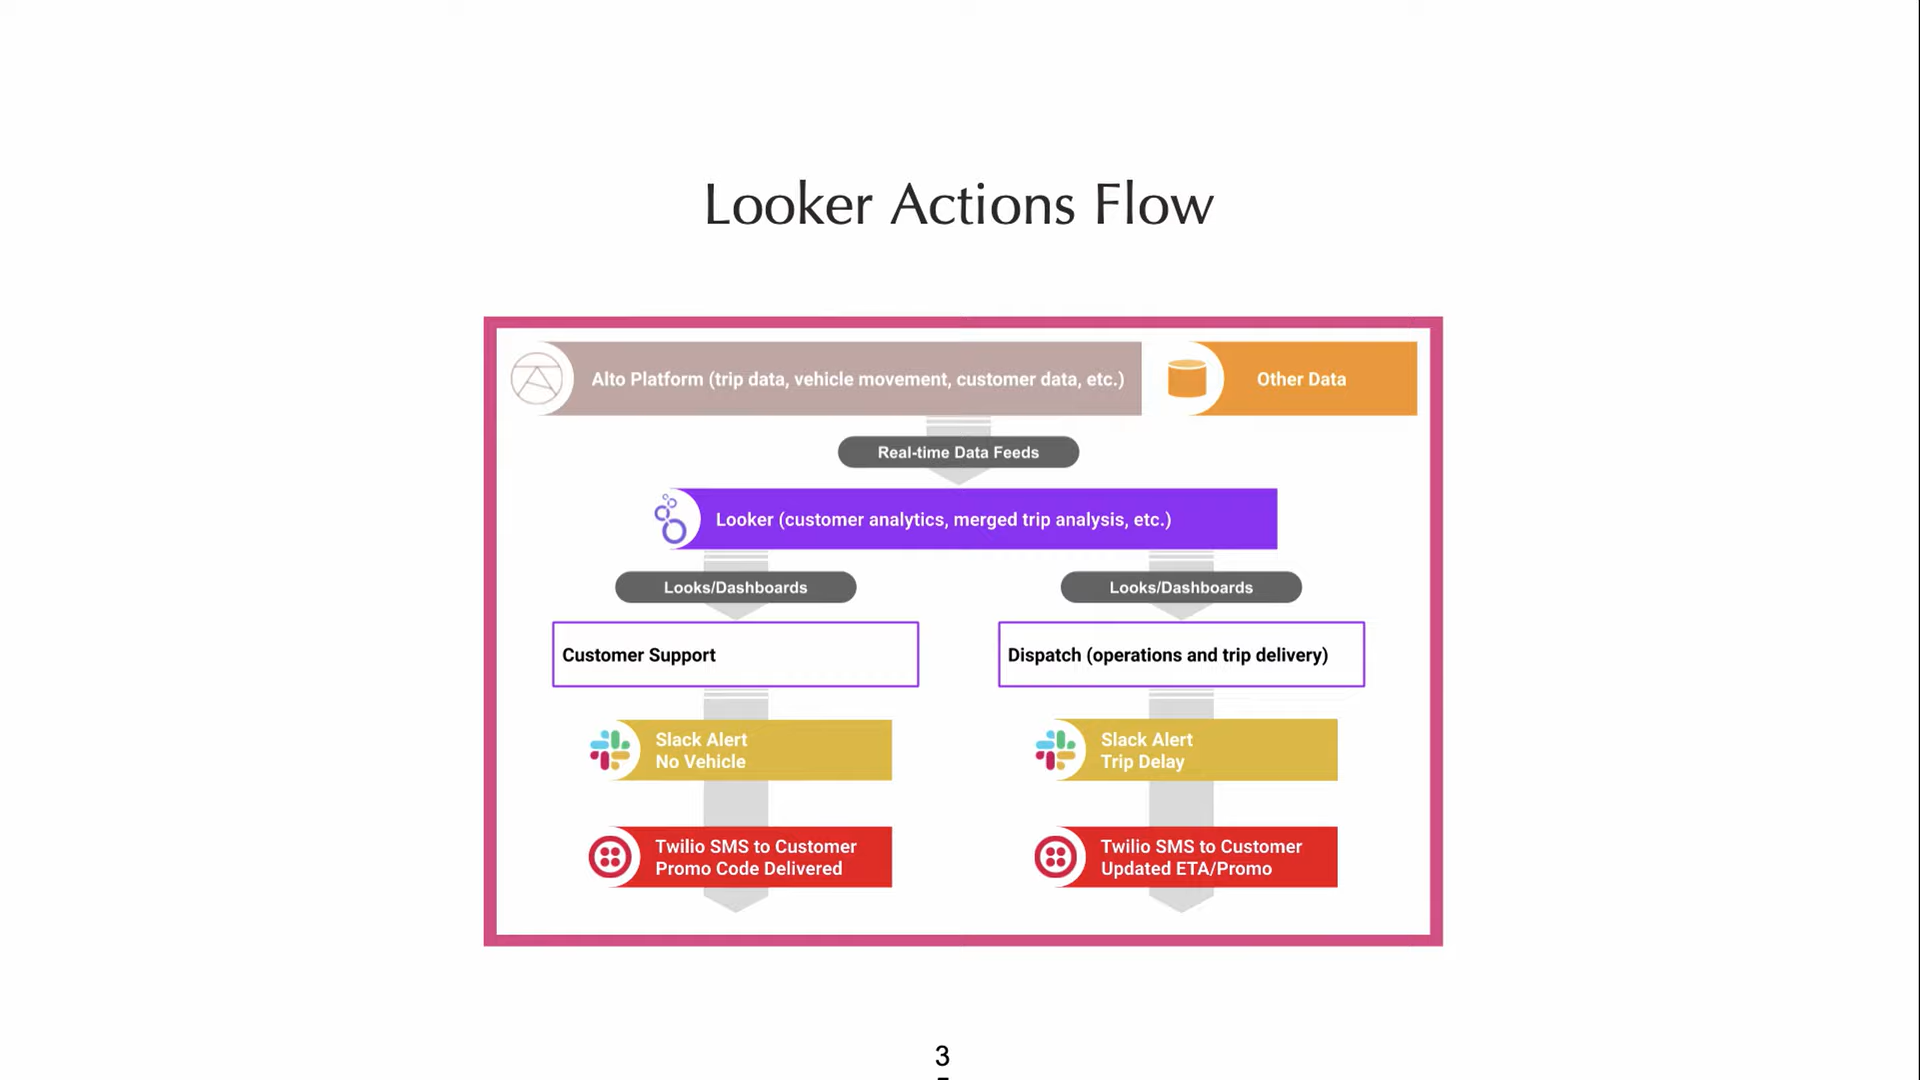 Looker Actions Flow
Alto Platform (trip data, vehicle movement, customer data, etc.)
Other Data
Real-time Data Feeds
Looker (customer analytics, merged trip analysis, etc.)
Looks/Dashboards
Looks/Dashboards
Customer Support
Dispatch (operations and trip delivery)
Slack Alert
No Vehicle
Slack Alert
Trip Delay
Twilio SMS to Customer
Promo Code Delivered
Twilio SMS to Customer
Updated ETA/Promo
3